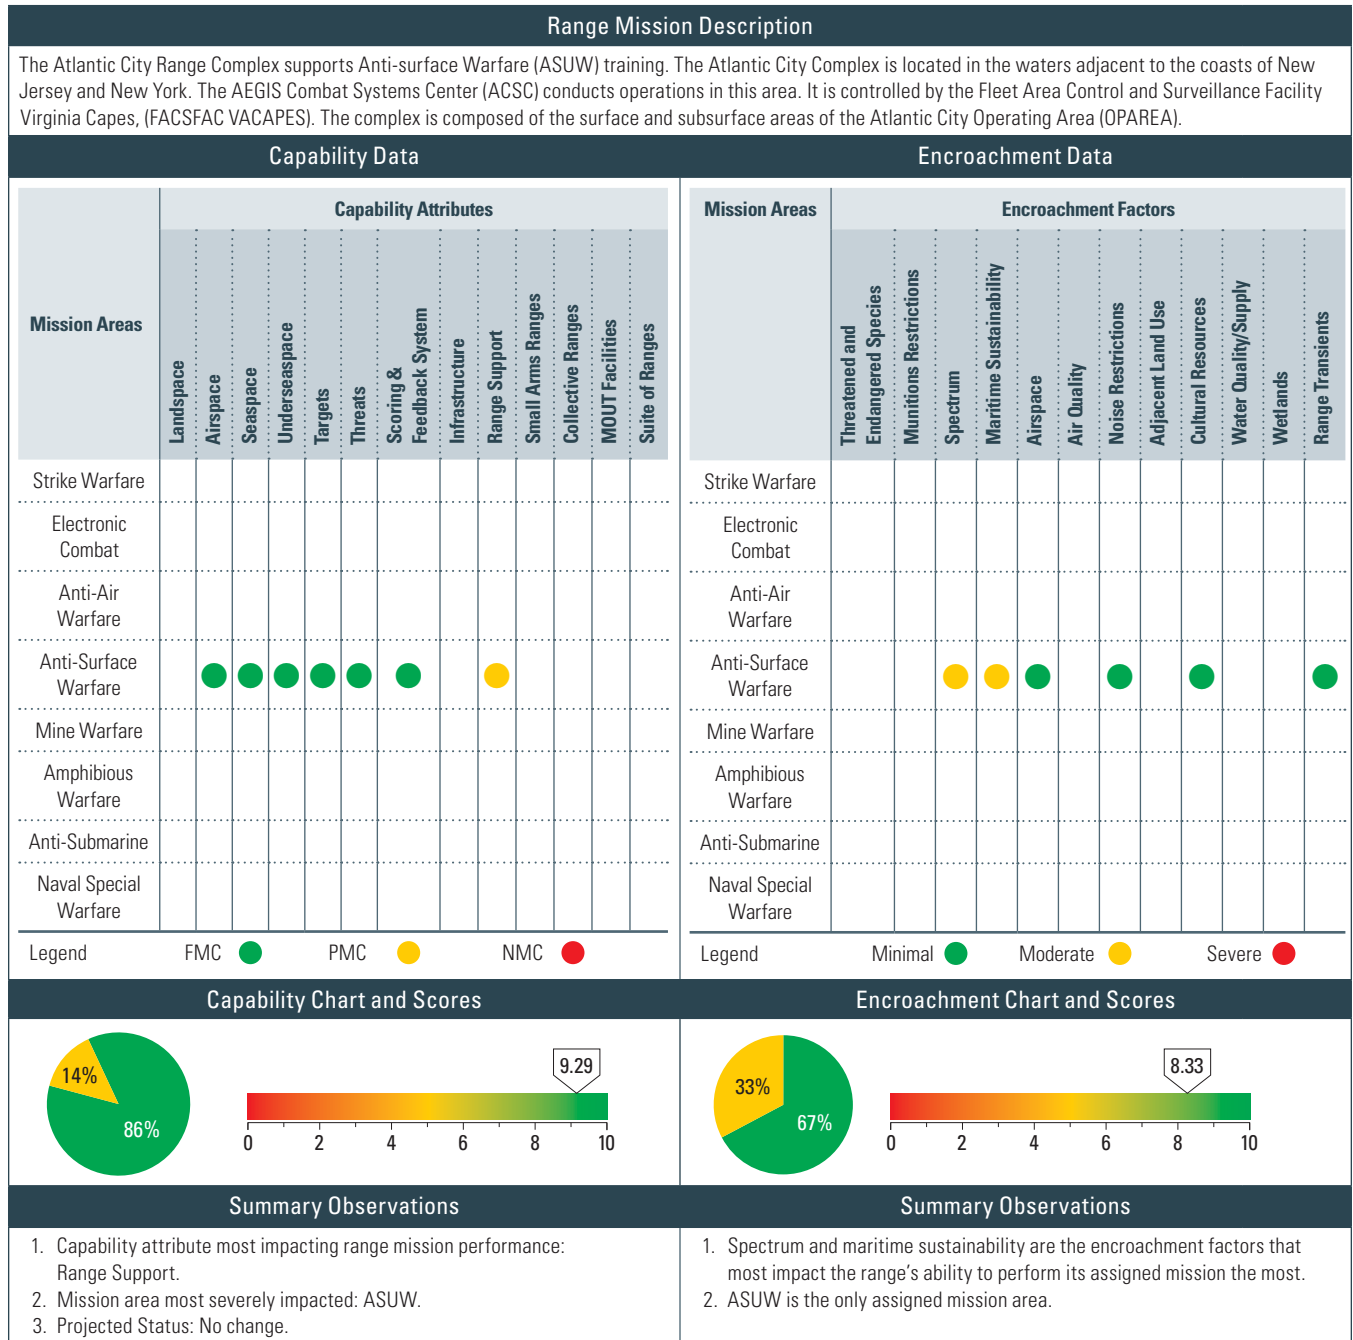 Range Mission Description
The Atlantic City Range Complex supports Anti-surface Warfare (ASUW) training. The Atlantic City Complex is located in the waters adjacent to the coasts of New
Jersey and New York. The AEGIS Combat Systems Center (ACSC) conducts operations in this area. It is controlled by the Fleet Area Control and Surveillance Facility
Virginia Capes, (FACSFAC VACAPES). The complex is composed of the surface and subsurface areas of the Atlantic City Operating Area (OPAREA).
Capability Data
Mission Areas
Capability Attributes
Landspace
Airspace
Seaspace
Underseaspace
Targets
Threats
Scoring &
Feedback System
Infrastructure
Range Support
Small Arms Ranges
Collective Ranges
MOUT Facilities
Suite of Ranges
Strike Warfare
Electronic
Combat
Anti-Air
Warfare
Anti-Surface
Warfare
Mine Warfare
Amphibious
Warfare
Anti-Submarine
Naval Special
Warfare
Legend FMC PMC NMC
Encroachment Data
Mission Areas
Encroachment Factors
Threatened and
Endangered Species
Munitions Restrictions
Spectrum
Maritime Sustainability
Airspace
Air Quality
Noise Restrictions
Adjacent Land Use
Cultural Resources
Water Quality/Supply
Wetlands
Range Transients
Strike Warfare
Electronic
Combat
Anti-Air
Warfare
Anti-Surface
Warfare
Mine Warfare
Amphibious
Warfare
Anti-Submarine
Naval Special
Warfare
Legend Minimal Moderate Severe
Capability Chart and Scores
14%
86%
9.29
0 2 4 6 8 10
Encroachment Chart and Scores
33%
67%
8.33
0 2 4 6 8 10
Summary Observations
1. Capability attribute most impacting range mission performance:
Range Support.
2. Mission area most severely impacted: ASUW.
3. Projected Status: No change.
Summary Observations
1. Spectrum and maritime sustainability are the encroachment factors that
most impact the range's ability to perform its assigned mission the most.
2. ASUW is the only assigned mission area.